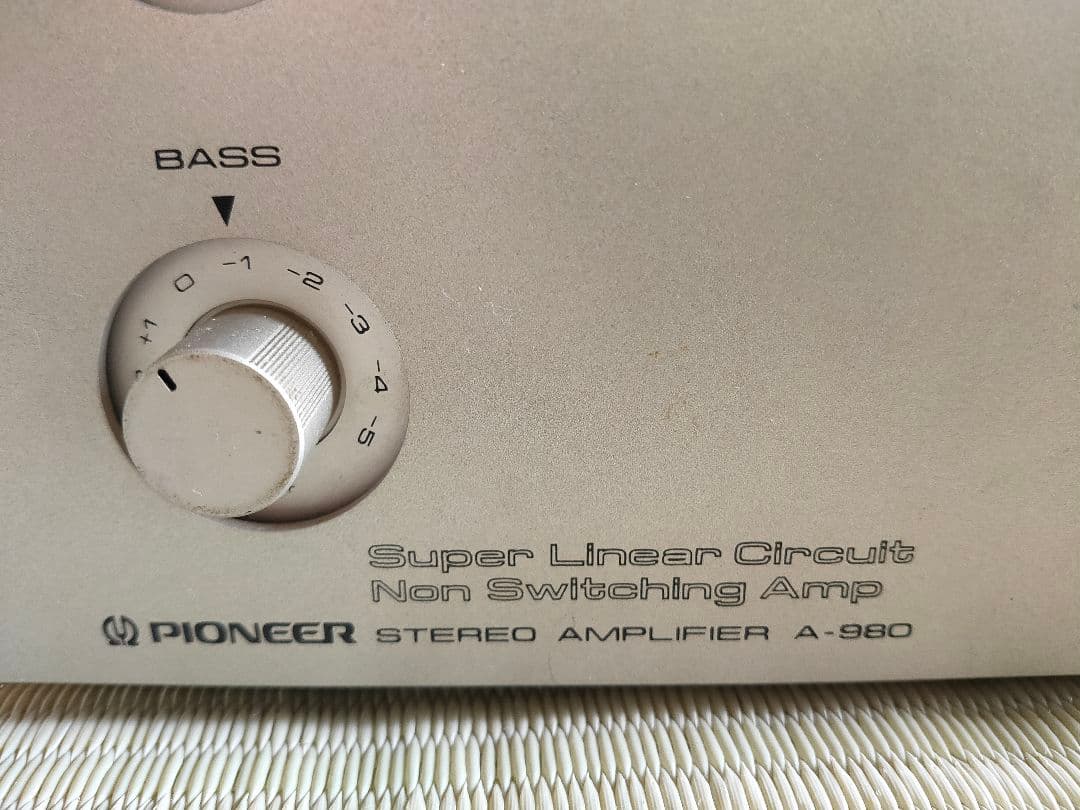 BASS
+1 0 -1 -2 -3 -4 -5
Super Linear Circuit
Non Switching Amp
PIONEER STEREO AMPLIFIER A-980